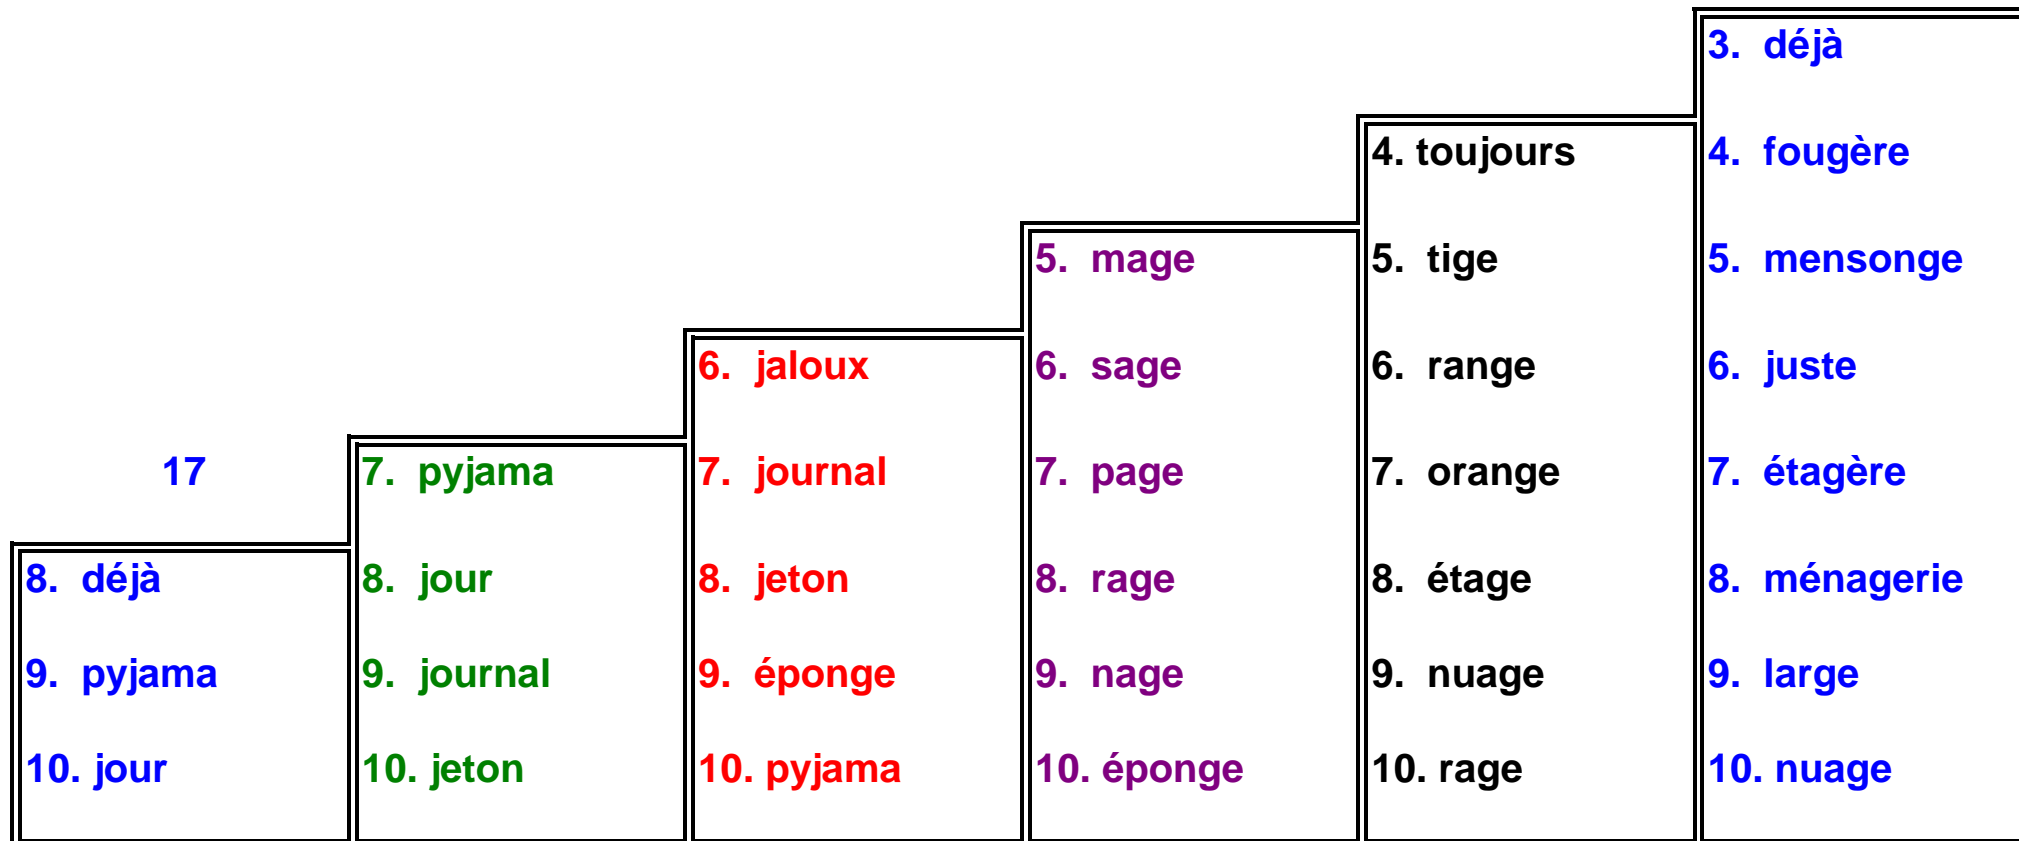 17
8. déjà
9. pyjama
10. jour
7. pyjama
8. jour
9. journal
10. jeton
6. jaloux
7. journal
8. jeton
9. éponge
10. pyjama
5. mage
6. sage
7. page
8. rage
9. nage
10. éponge
4. toujours
5. tige
6. range
7. orange
8. étage
9. nuage
10. rage
3. déjà
4. fougère
5. mensonge
6. juste
7. étagère
8. ménagerie
9. large
10. nuage